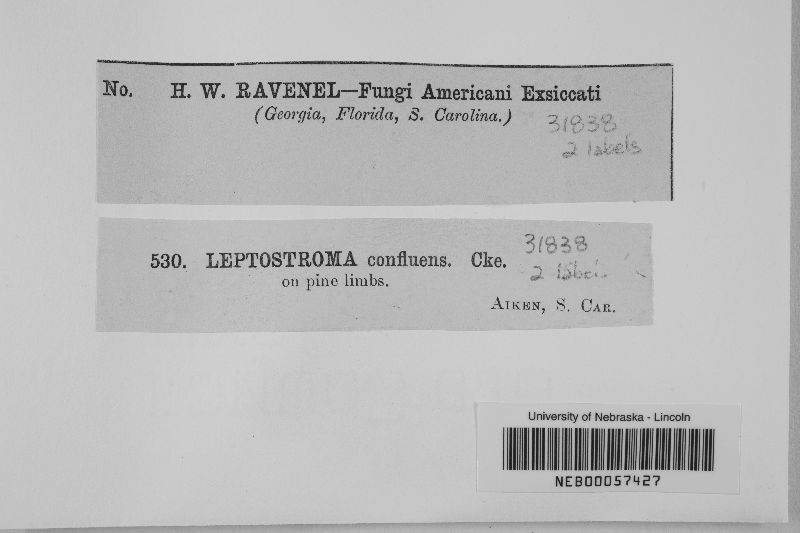 No. H. W. RAVENEL—Fungi Americani Exsiccati
(Georgia, Florida, S. Carolina.)
31838
2 labels
530. LEPTOSTROMA confluens. Cke.
31838
on pine limbs.
2 labels
AIKEN, S. CAR.
University of Nebraska - Lincoln
NEB00057427